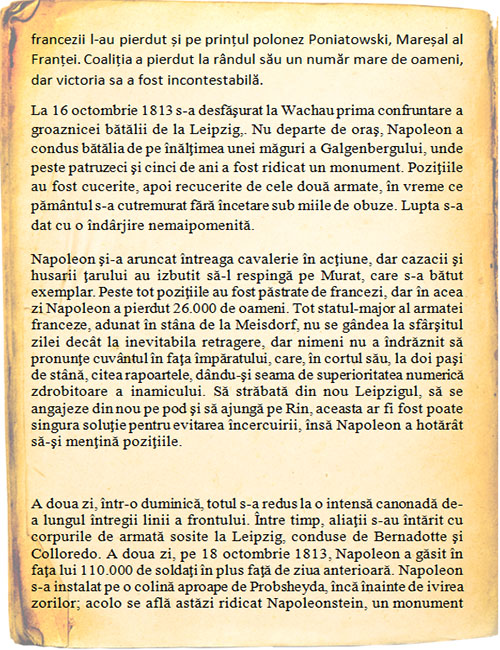 francezii l-au pierdut și pe prințul polonez Poniatowski, Mareșal al
Franței. Coaliția a pierdut la rândul său un număr mare de oameni,
dar victoria sa a fost incontestabilă.
La 16 octombrie 1813 s-a desfăşurat la Wachau prima confruntare a
groaznicei bătălii de la Leipzig,. Nu departe de oraş, Napoleon a
condus bătălia de pe înălţimea unei măguri a Galgenbergului, unde
peste patruzeci şi cinci de ani a fost ridicat un monument. Poziţiile
au fost cucerite, apoi recucerite de cele două armate, în vreme ce
pământul s-a cutremurat fără încetare sub miile de obuze. Lupta s-a
dat cu o îndârjire nemaipomenită.
Napoleon şi-a aruncat întreaga cavalerie în acţiune, dar cazacii şi
husarii ţarului au izbutit să-l respingă pe Murat, care s-a bătut
exemplar. Peste tot poziţiile au fost păstrate de francezi, dar în acea
zi Napoleon a pierdut 26.000 de oameni. Tot statul-major al armatei
franceze, adunat în stâna de la Meisdorf, nu se gândea la sfârşitul
zilei decât la inevitabila retragere, dar nimeni nu a îndrăznit să
pronunţe cuvântul în faţa împăratului, care, în cortul său, la doi paşi
de stână, citea rapoartele, dându-şi seama de superioritatea numerică
zdrobitoare a inamicului. Să străbată din nou Leipzigul, să se
angajeze din nou pe pod şi să ajungă pe Rin, aceasta ar fi fost poate
singura soluţie pentru evitarea încercuirii, însă Napoleon a hotărât
să-şi menţină poziţiile.
A doua zi, într-o duminică, totul s-a redus la o intensă canonadă de-
a lungul întregii linii a frontului. Între timp, aliaţii s-au întărit cu
corpurile de armată sosite la Leipzig, conduse de Bernadotte şi
Colloredo. A doua zi, pe 18 octombrie 1813, Napoleon a găsit în
faţa lui 110.000 de soldaţi în plus faţă de ziua anterioară. Napoleon
s-a instalat pe o colină aproape de Probsheyda, încă înainte de ivirea
zorilor; acolo se află astăzi ridicat Napoleonstein, un monument